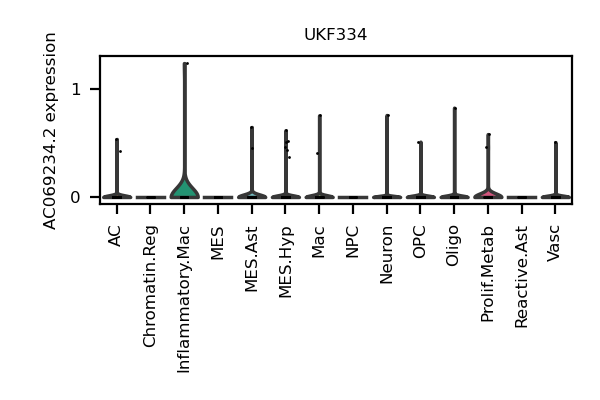 UKF334
AC069234.2 expression
1
0
AC
Chromatin.Reg
Inflammatory.Mac
MES
MES.Ast
MES.Hyp
Mac
NPC
Neuron
OPC
Oligo
Prolif.Metab
Reactive.Ast
Vasc